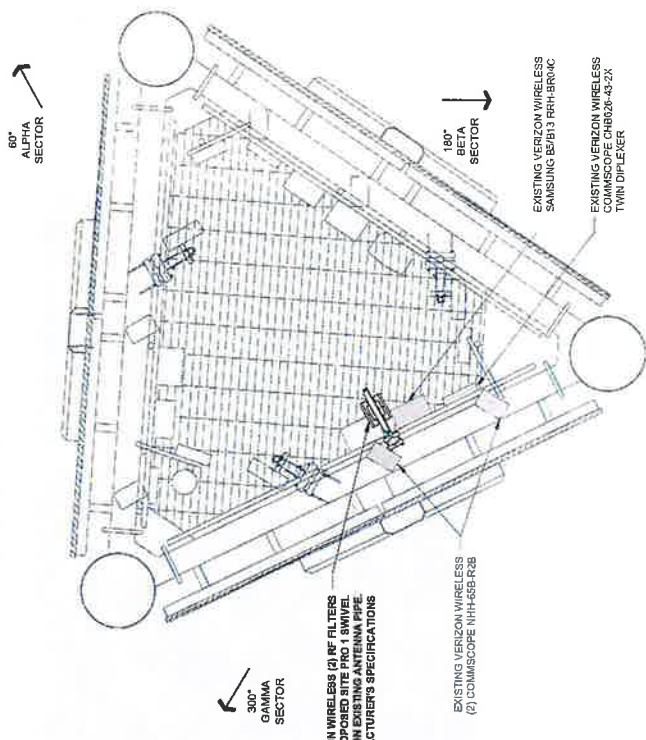 60°
ALPHA
SECTOR
180°
BETA
SECTOR
EXISTING VERIZON WIRELESS
SAMSUNG B5/B13 RRH-BR04C
EXISTING VERIZON WIRELESS
COMMSCOPE CHB626-43-2X
TWIN DIPLEXER
300°
GAMMA
SECTOR
N WIRELESS (2) RF FILTERS
OPOSED SITE PRO 1 SWIVEL
ON EXISTING ANTENNA PIPE.
CTURER'S SPECIFICATIONS
EXISTING VERIZON WIRELESS
(2) COMMSCOPE NHH-65B-R2B